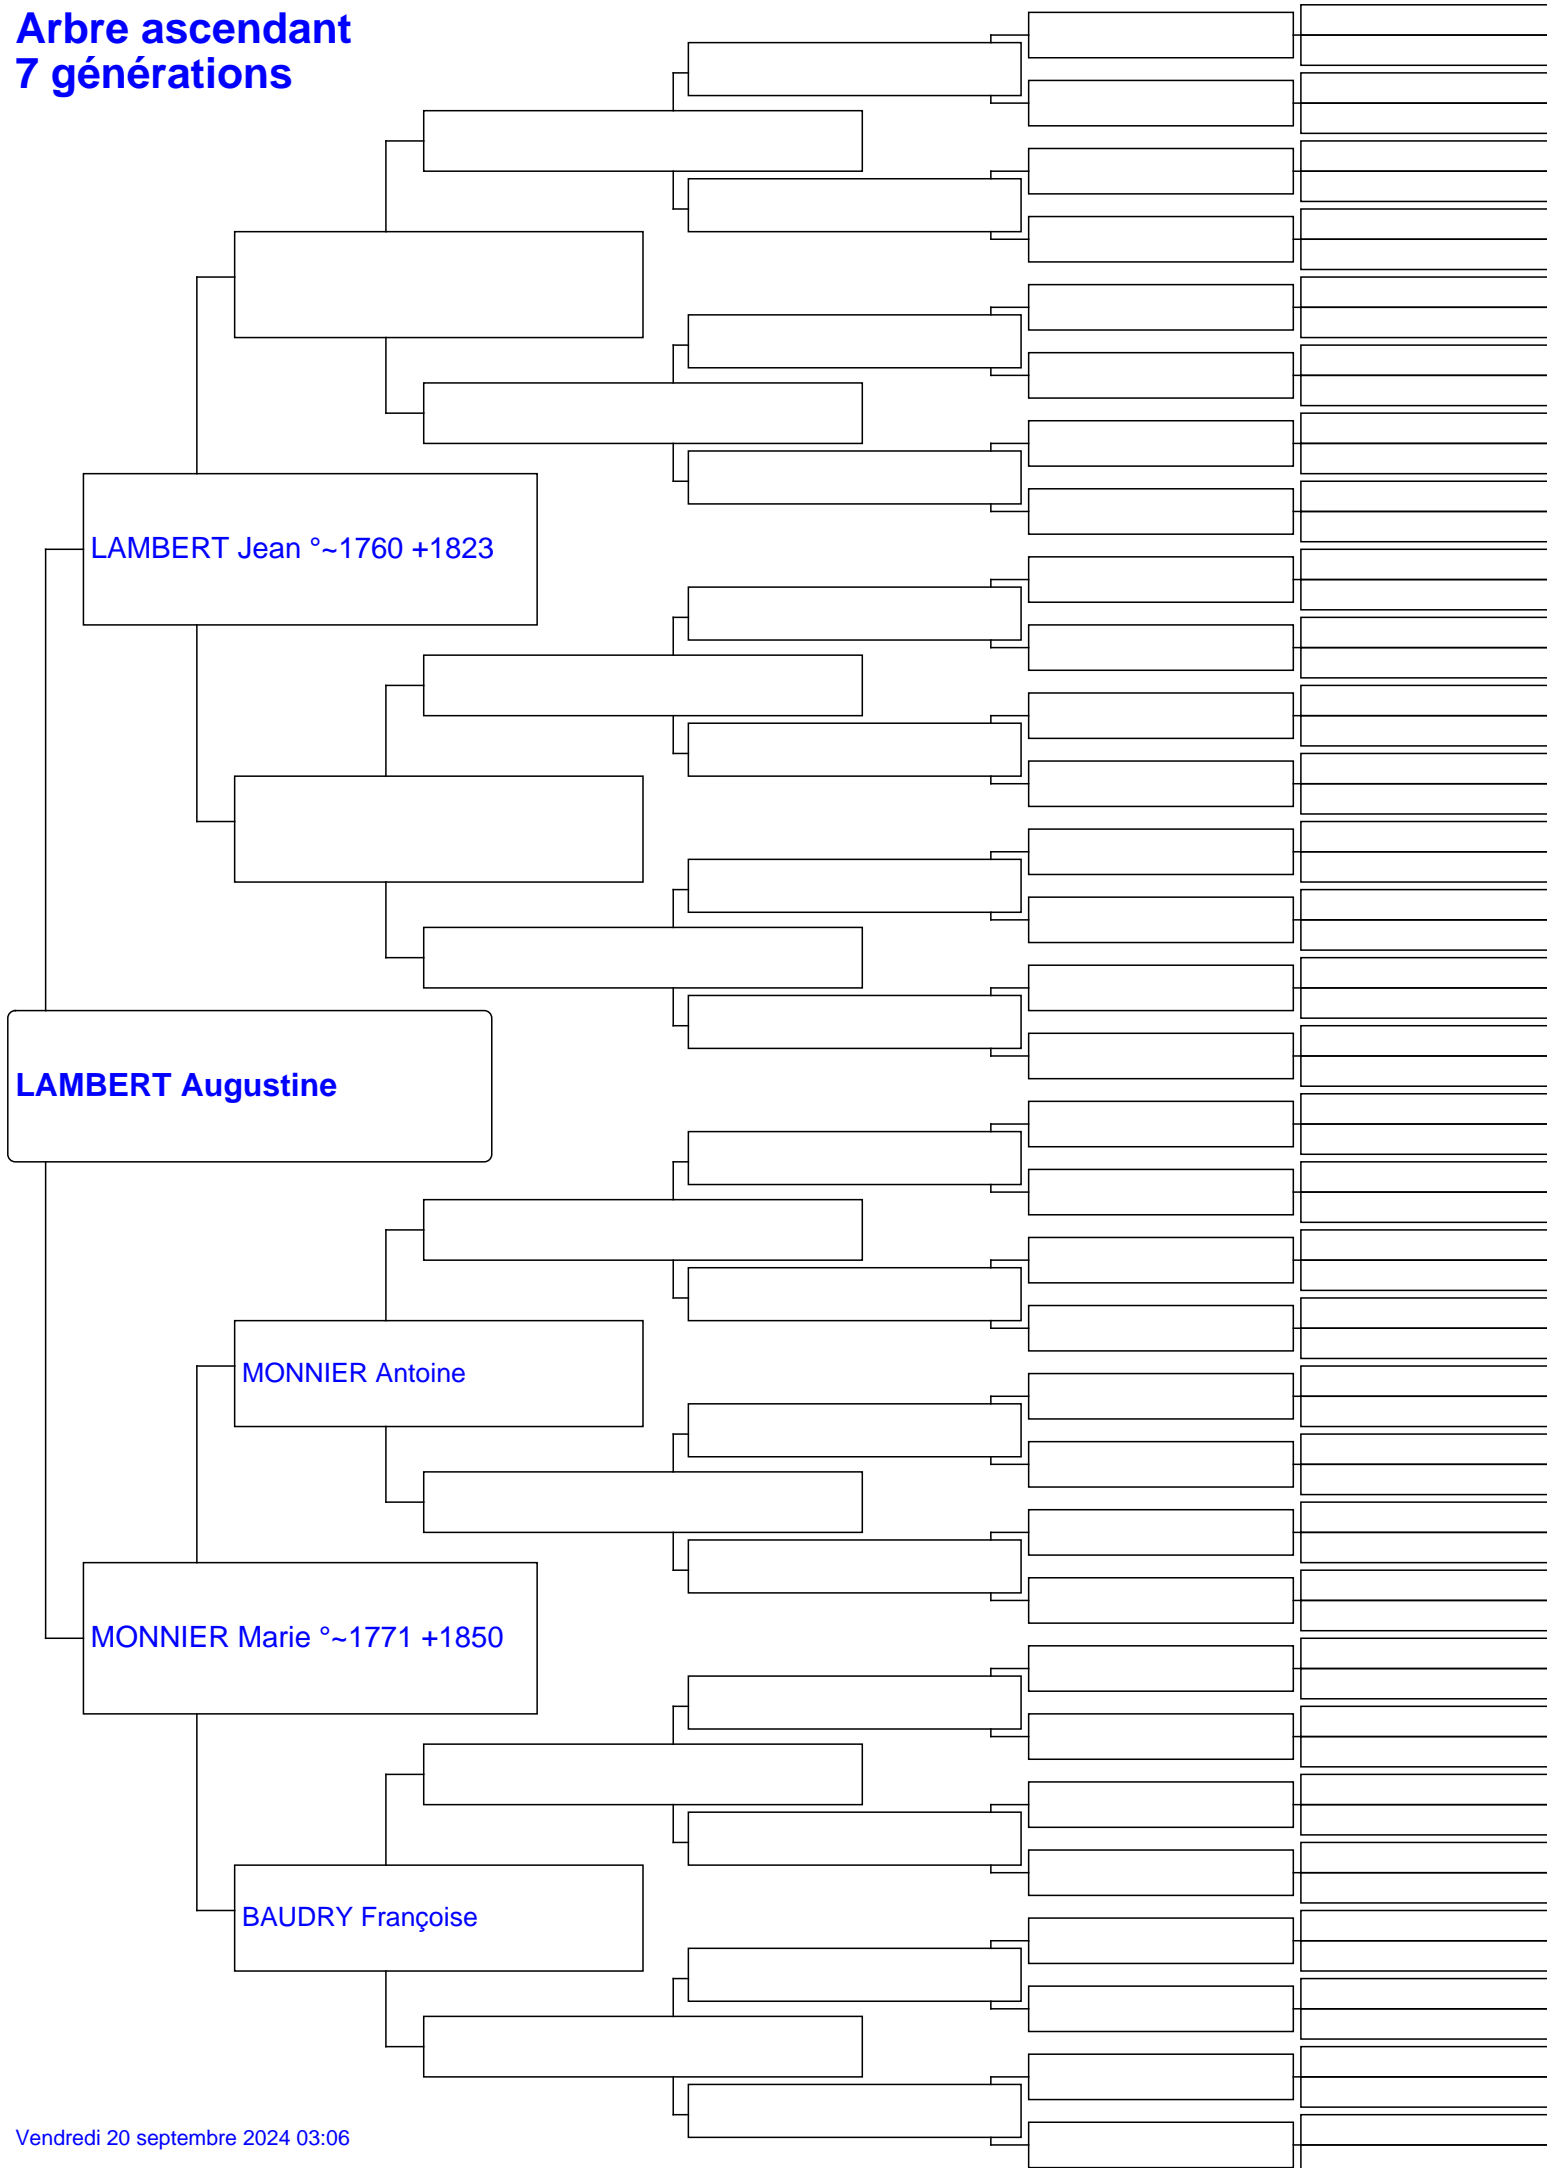 Arbre ascendant
7 générations
LAMBERT Jean °~1760 +1823
LAMBERT Augustine
MONNIER Antoine
MONNIER Marie °~1771 +1850
BAUDRY Françoise
Vendredi 20 septembre 2024 03:06